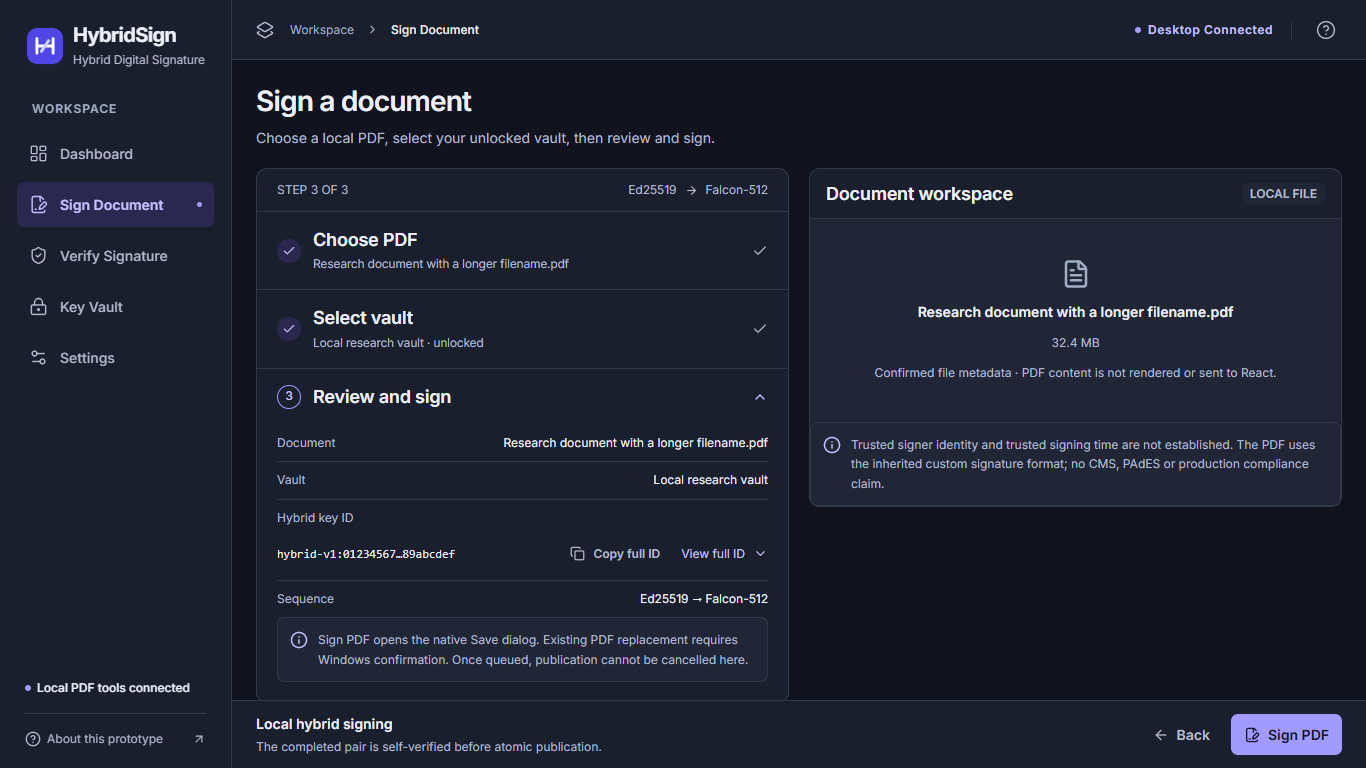 HybridSign
Hybrid Digital Signature
WORKSPACE
Dashboard
Sign Document
Verify Signature
Key Vault
Settings
Local PDF tools connected
About this prototype
Workspace
Sign Document
Desktop Connected
Sign a document
Choose a local PDF, select your unlocked vault, then review and sign.
STEP 3 OF 3
Ed25519 → Falcon-512
Choose PDF
Research document with a longer filename.pdf
Select vault
Local research vault · unlocked
3
Review and sign
Document
Research document with a longer filename.pdf
Vault
Local research vault
Hybrid key ID
hybrid-v1:01234567…89abcdef
Copy full ID
View full ID
Sequence
Ed25519 → Falcon-512
Sign PDF opens the native Save dialog. Existing PDF replacement requires
Windows confirmation. Once queued, publication cannot be cancelled here.
Document workspace
LOCAL FILE
Research document with a longer filename.pdf
32.4 MB
Confirmed file metadata · PDF content is not rendered or sent to React.
Trusted signer identity and trusted signing time are not established. The PDF uses
the inherited custom signature format; no CMS, PAdES or production compliance
claim.
Local hybrid signing
The completed pair is self-verified before atomic publication.
Back
Sign PDF